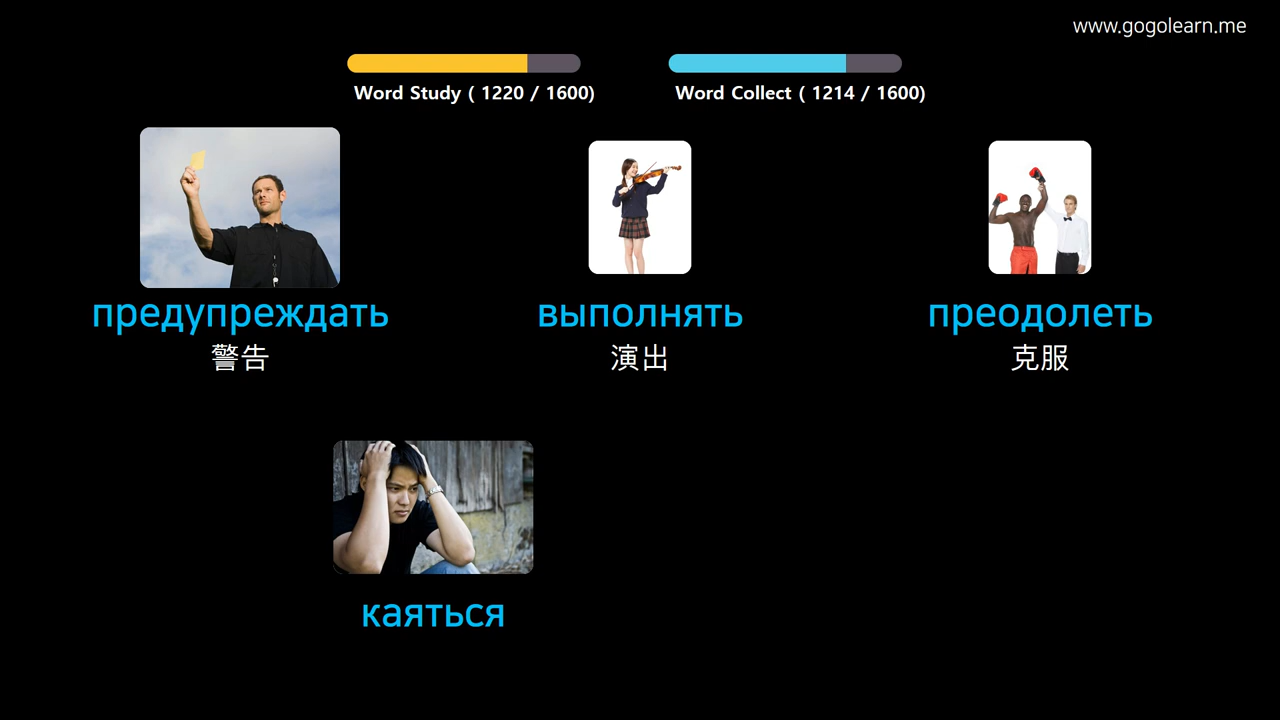 www.gogolearn.me
Word Study ( 1220 / 1600)
Word Collect ( 1214 / 1600)
предупреждать
выполнять
преодолеть
警告
演出
克服
каяться